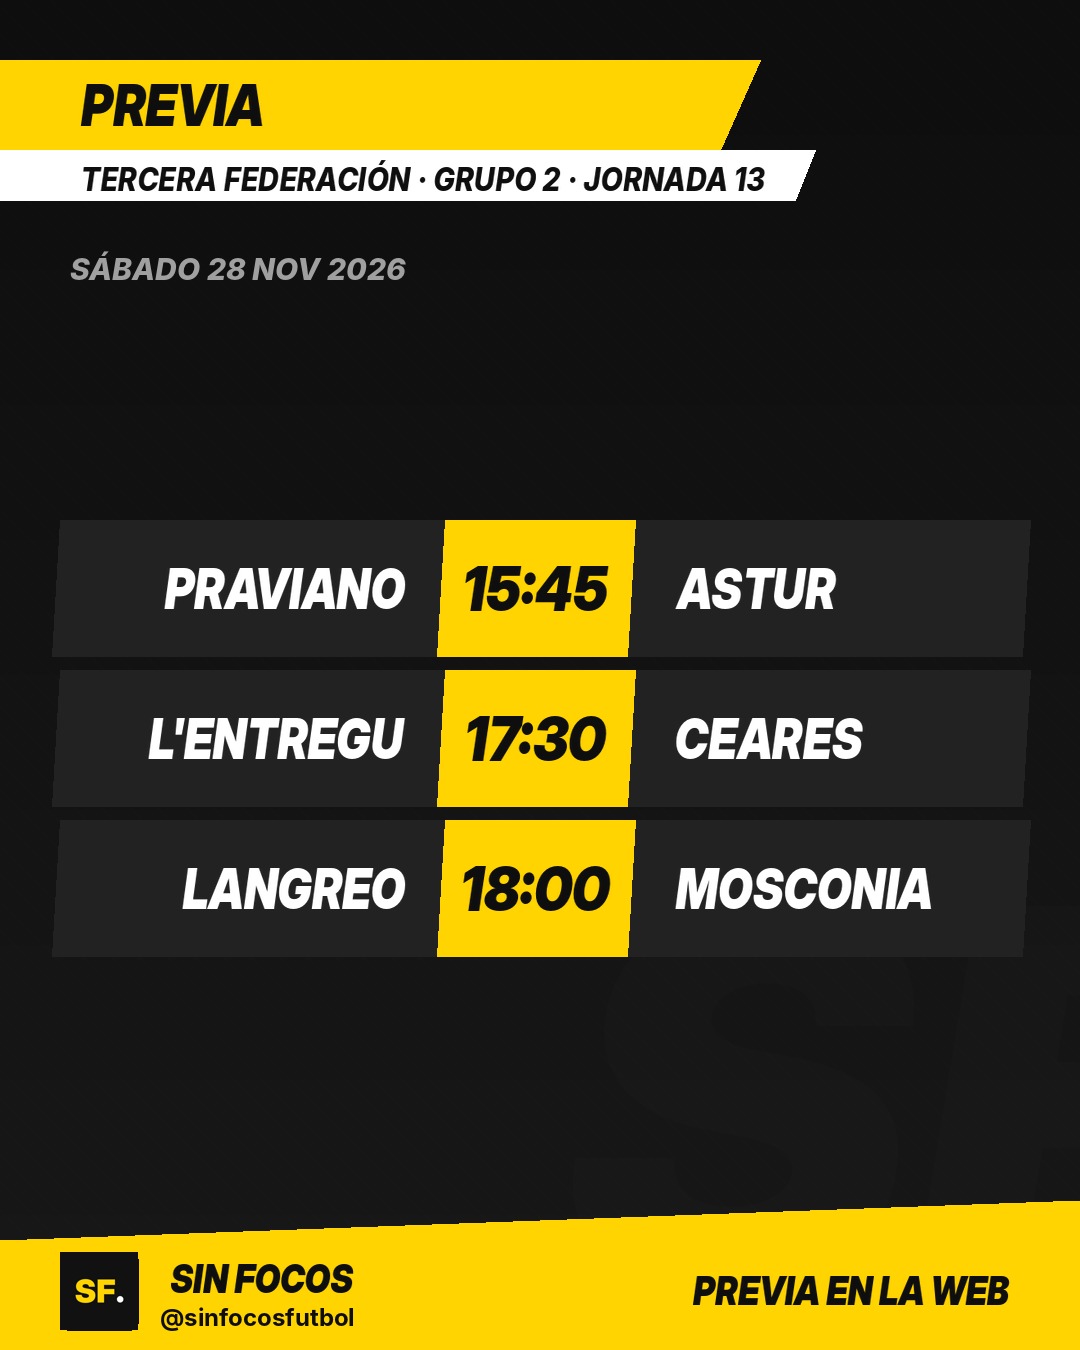 PREVIA
TERCERA FEDERACIÓN · GRUPO 2 · JORNADA 13
SÁBADO 28 NOV 2026
PRAVIANO 15:45 ASTUR
L'ENTREGU 17:30 CEARES
LANGREO 18:00 MOSCONIA
SF
SF.
SIN FOCOS
@sinfocosfutbol
PREVIA EN LA WEB